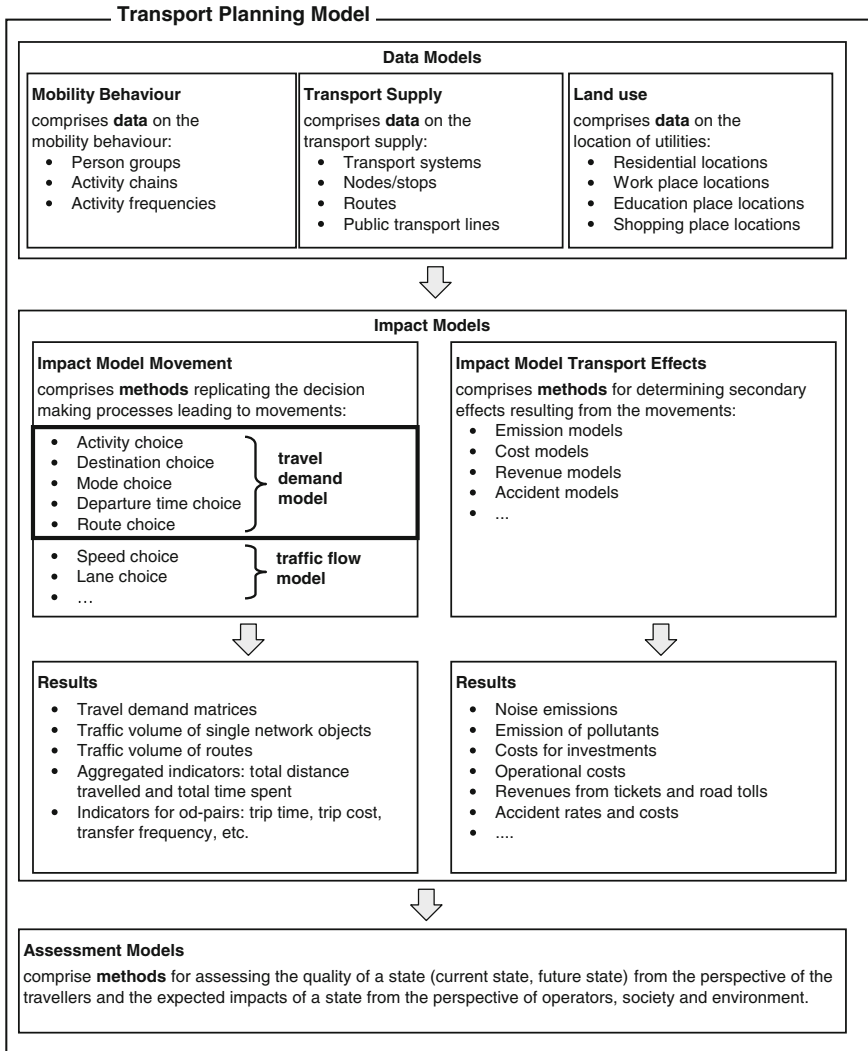 Transport Planning Model
Data Models
Mobility Behaviour
comprises data on the
mobility behaviour:
• Person groups
• Activity chains
• Activity frequencies
Transport Supply
comprises data on the
transport supply:
• Transport systems
• Nodes/stops
• Routes
• Public transport lines
Land use
comprises data on the
location of utilities:
• Residential locations
• Work place locations
• Education place locations
• Shopping place locations
Impact Models
Impact Model Movement
comprises methods replicating the decision
making processes leading to movements:
• Activity choice
• Destination choice
• Mode choice
• Departure time choice
• Route choice
travel
demand
model
• Speed choice
• Lane choice
• …
traffic flow
model
Impact Model Transport Effects
comprises methods for determining secondary
effects resulting from the movements:
• Emission models
• Cost models
• Revenue models
• Accident models
• ...
Results
• Travel demand matrices
• Traffic volume of single network objects
• Traffic volume of routes
• Aggregated indicators: total distance
travelled and total time spent
• Indicators for od-pairs: trip time, trip cost,
transfer frequency, etc.
Results
• Noise emissions
• Emission of pollutants
• Costs for investments
• Operational costs
• Revenues from tickets and road tolls
• Accident rates and costs
• ....
Assessment Models
comprise methods for assessing the quality of a state (current state, future state) from the perspective of the
travellers and the expected impacts of a state from the perspective of operators, society and environment.